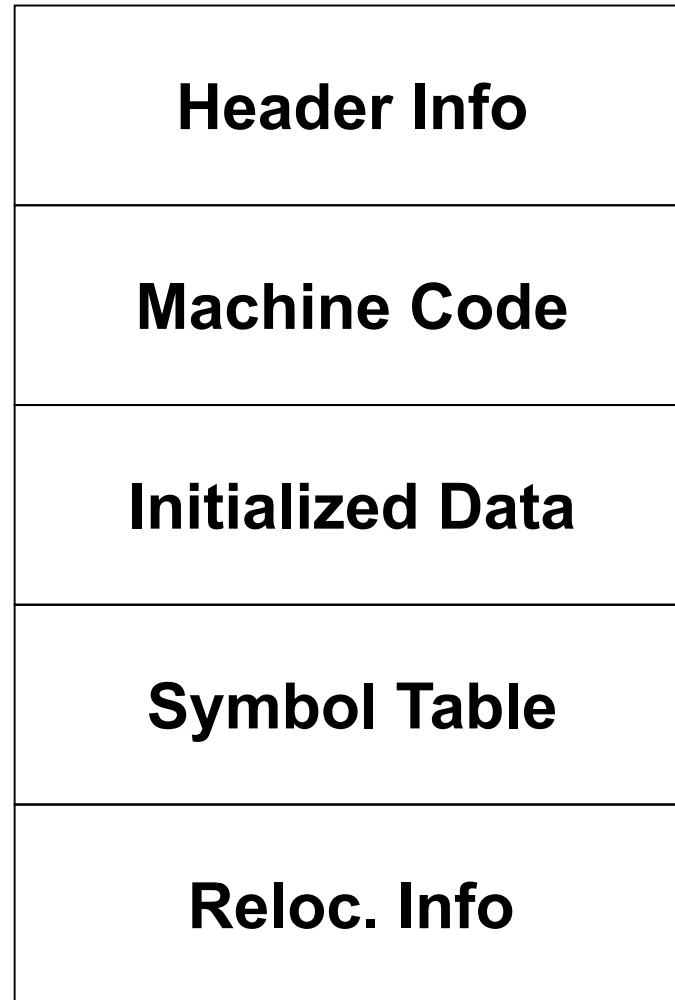 Header Info
Machine Code
Initialized Data
Symbol Table
Reloc. Info